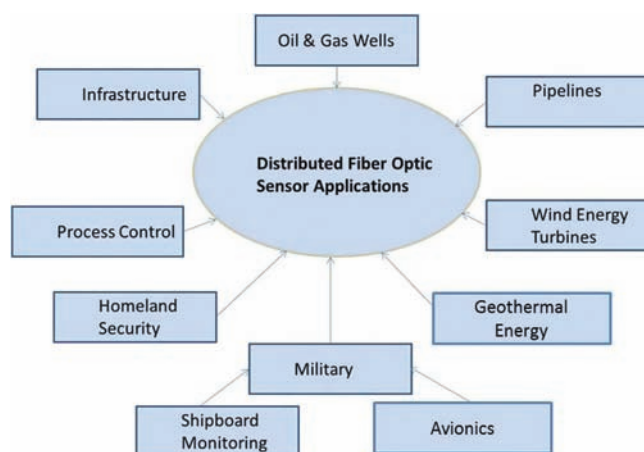 Oil & Gas Wells
Infrastructure
Pipelines
Distributed Fiber Optic
Sensor Applications
Process Control
Wind Energy
Turbines
Homeland
Security
Geothermal
Energy
Military
Shipboard
Monitoring
Avionics